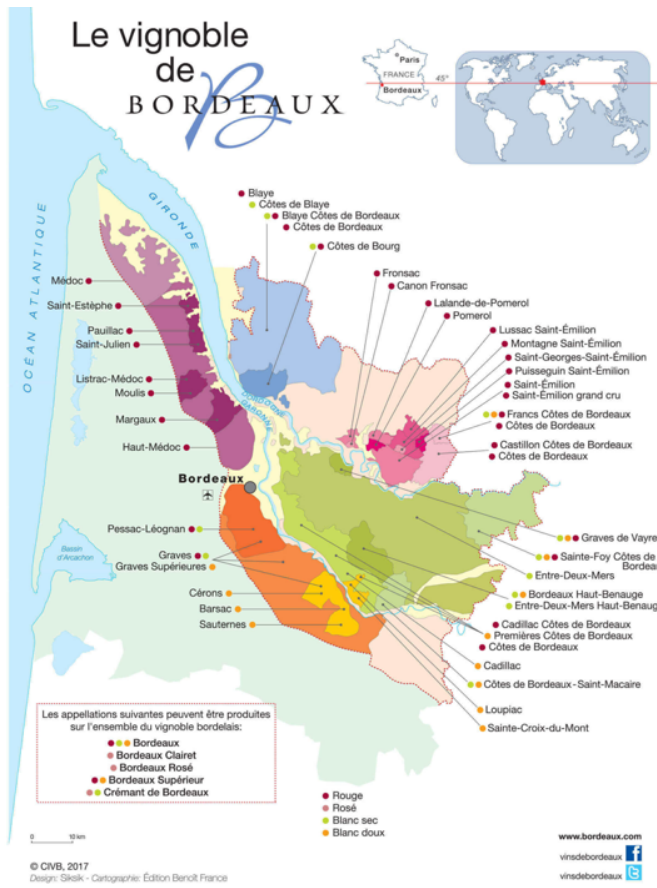 Le vignoble
de
BORDEAUX
B
Paris
FRANCE
Bordeaux
45°
OCÉAN ATLANTIQUE
GIRONDE
DORDOGNE
GARONNE
Blaye
Côtes de Blaye
Blaye Côtes de Bordeaux
Côtes de Bordeaux
Côtes de Bourg
Fronsac
Canon Fronsac
Lalande-de-Pomerol
Pomerol
Lussac Saint-Émilion
Montagne Saint-Émilion
Saint-Georges-Saint-Émilion
Puisseguin Saint-Émilion
Saint-Émilion
Saint-Émilion grand cru
Francs Côtes de Bordeaux
Côtes de Bordeaux
Castillon Côtes de Bordeaux
Côtes de Bordeaux
Médoc
Saint-Estèphe
Pauillac
Saint-Julien
Listrac-Médoc
Moulis
Margaux
Haut-Médoc
Bordeaux
Pessac-Léognan
Graves
Graves Supérieures
Cérons
Barsac
Sauternes
Bassin
d'Arcachon
Graves de Vayre
Sainte-Foy Côtes de
Bordea
Entre-Deux-Mers
Bordeaux Haut-Benauge
Entre-Deux-Mers Haut-Benaug
Cadillac Côtes de Bordeaux
Premières Côtes de Bordeaux
Côtes de Bordeaux
Cadillac
Côtes de Bordeaux-Saint-Macaire
Loupiac
Sainte-Croix-du-Mont
Les appellations suivantes peuvent être produites
sur l'ensemble du vignoble bordelais:
Bordeaux
Bordeaux Clairet
Bordeaux Rosé
Bordeaux Supérieur
Crémant de Bordeaux
Rouge
Rosé
Blanc sec
Blanc doux
0 10 km
© CIVB, 2017
Design: Siksik - Cartographie: Édition Benoît France
www.bordeaux.com
vinsdebordeaux
vinsdebordeaux